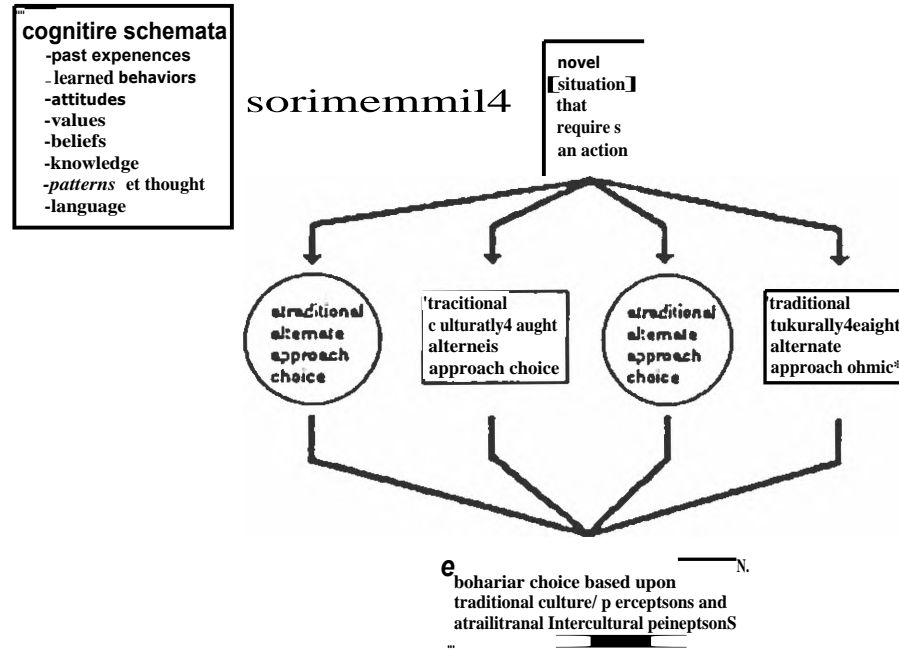 cognitire schemata
-past expenences
-learned behaviors
-attitudes
-values
-beliefs
-knowledge
-patterns et thought
-language
sorimemmil4
novel
[situation]
that
require s
an action
atraditional
alternate
approach
choice
'tracitional
c ulturatly4 aught
alterneis
approach choice
atraditional
alternate
approach
choice
'traditional
tukurally4eaight
alternate
approach ohmic*
e
N.
bohariar choice based upon
traditional culture/ p erceptsons and
atrailitranal Intercultural peineptsonS